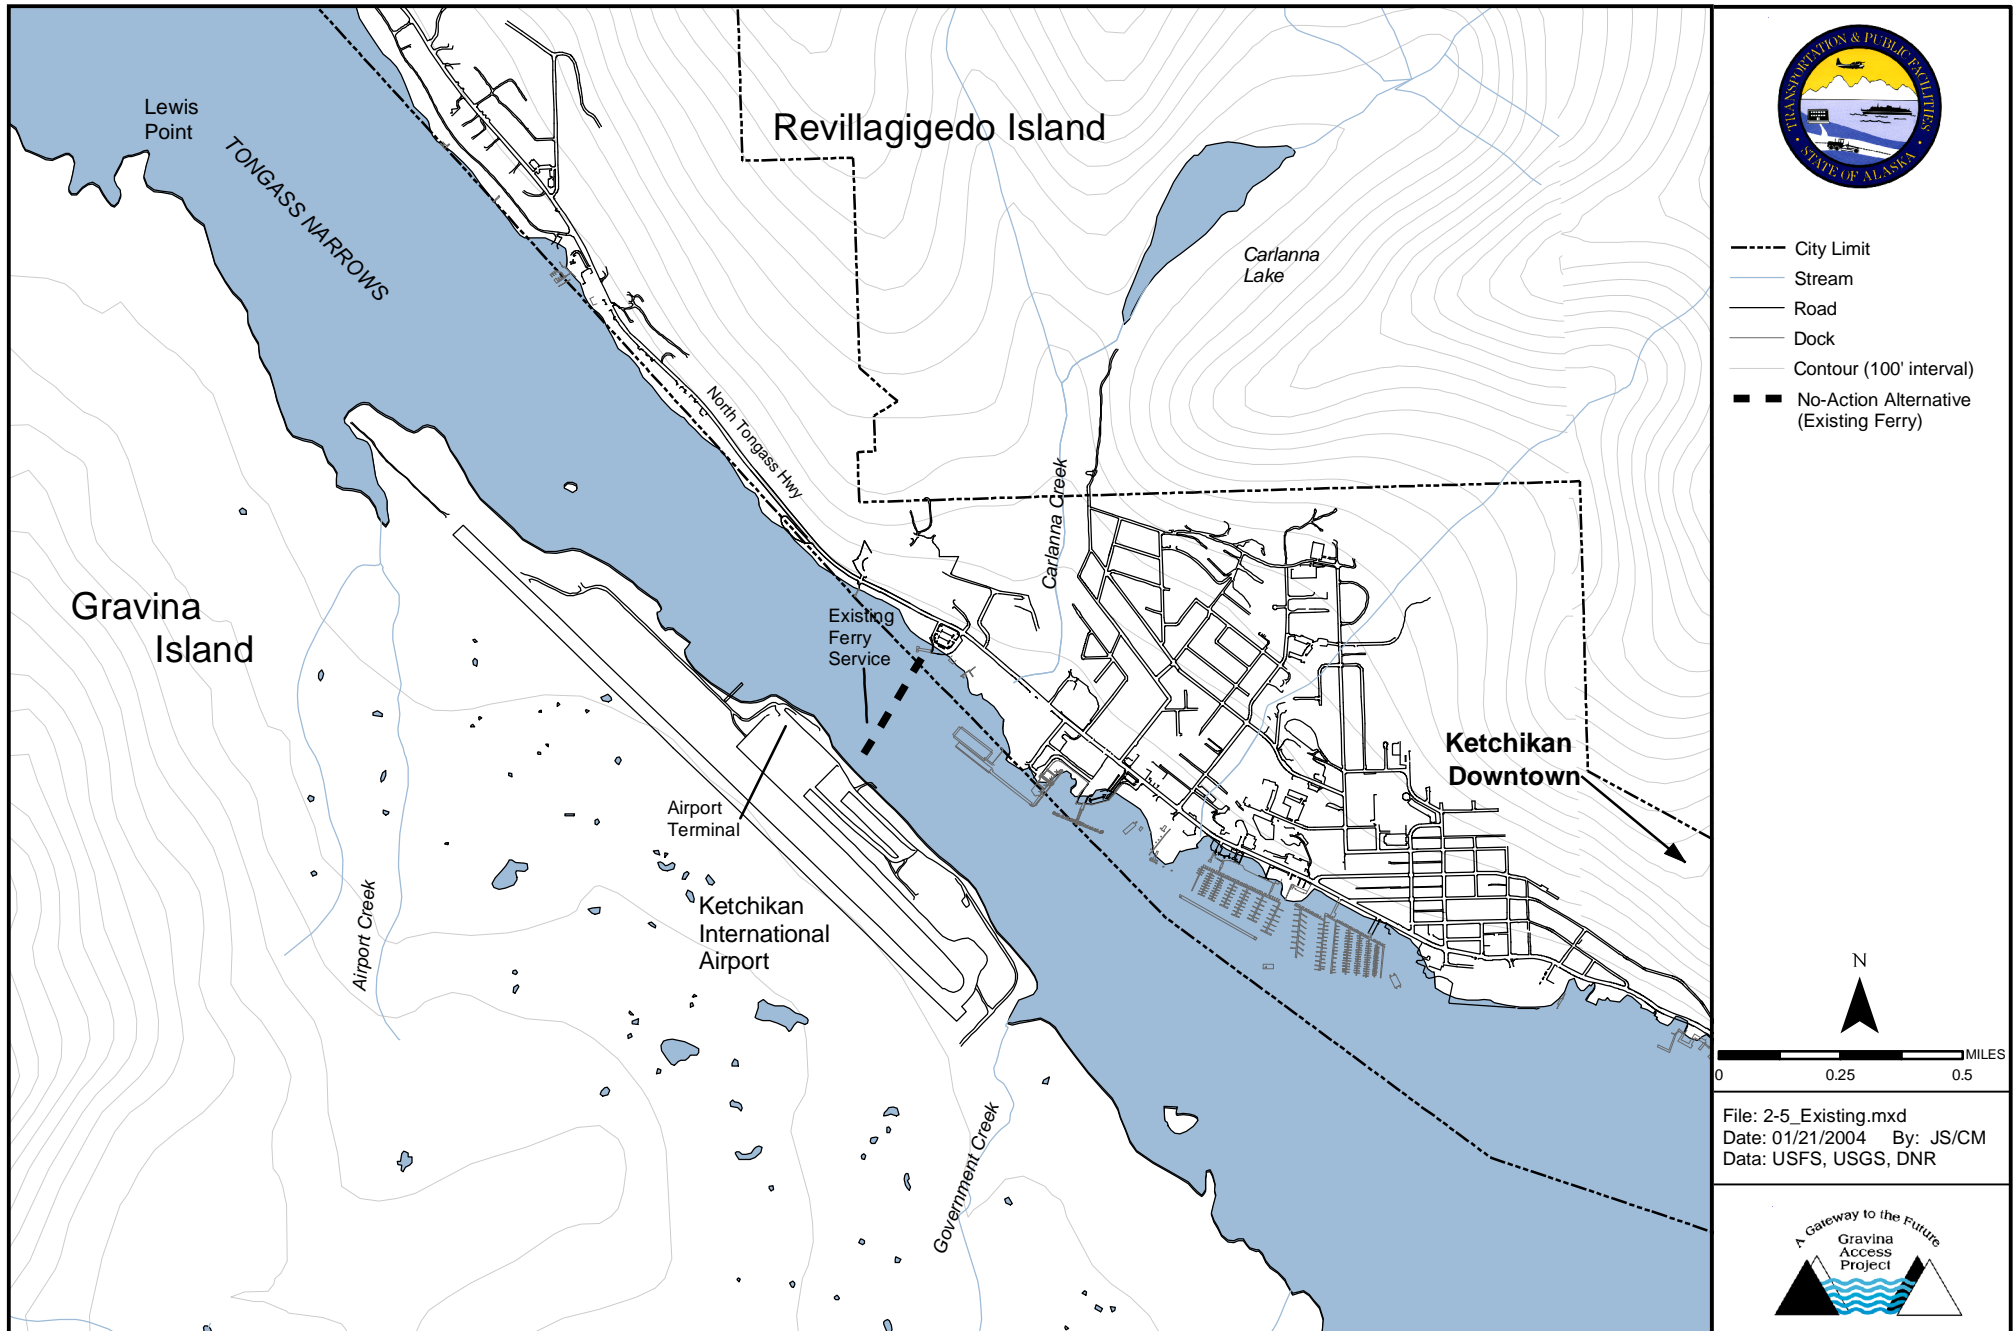 Lewis
Point
TONGASS NARROWS
Revillagigedo Island
Carlanna
Lake
North Tongass Hwy
Carlanna Creek
Gravina
Island
Existing
Ferry
Service
Airport
Terminal
Ketchikan
Downtown
Airport Creek
Ketchikan
International
Airport
Government Creek
TRANSPORTATION & PUBLIC FACILITIES
STATE OF ALASKA
City Limit
Stream
Road
Dock
Contour (100' interval)
No-Action Alternative
(Existing Ferry)
N
MILES
0 0.25 0.5
File: 2-5_Existing.mxd
Date: 01/21/2004 By: JS/CM
Data: USFS, USGS, DNR
A Gateway to the Future
Gravina
Access
Project